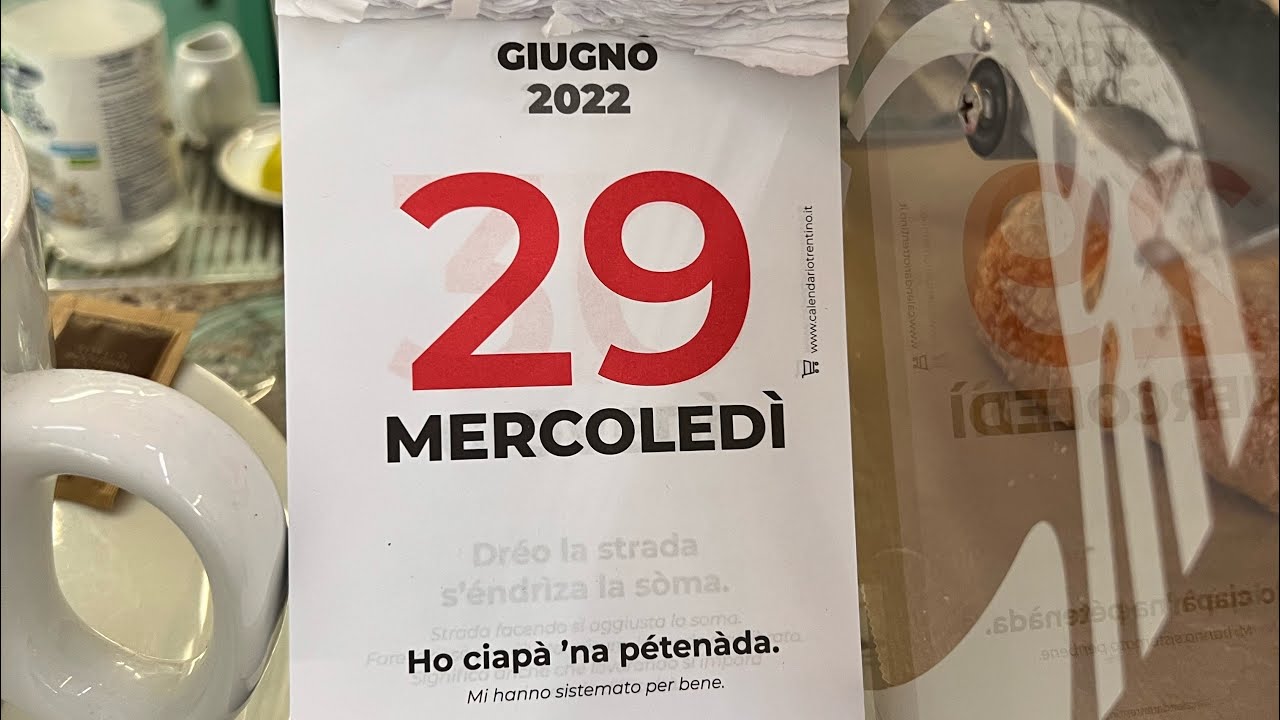 GIUGNO
2022
29
MERCOLEDÌ
www.calendariotrentino.it
Dréo la strada
s'éndrìza la sòma.
Strada facendo si aggiusta la soma.
Ho ciapà ’na pétenàda.
Mi hanno sistemato per bene.